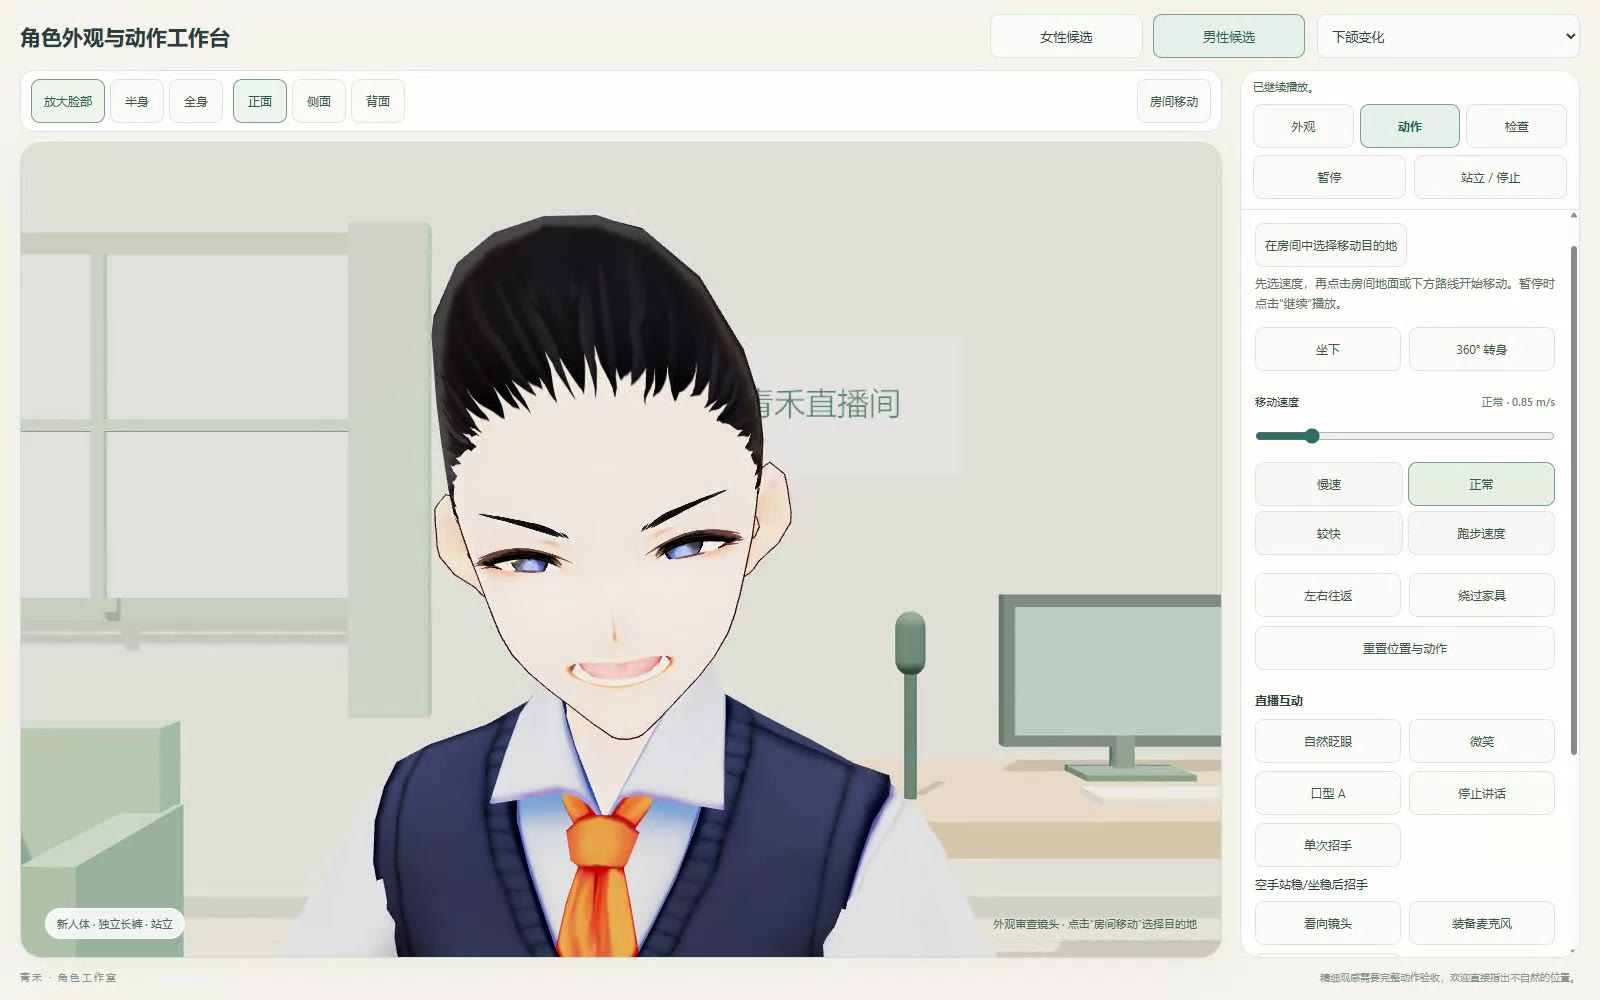 角色外观与动作工作台
女性候选
男性候选
下颌变化
放大脸部
半身
全身
正面
侧面
背面
房间移动
已继续播放。
外观
动作
检查
暂停
站立 / 停止
在房间中选择移动目的地
先选速度，再点击房间地面或下方路线开始移动。暂停时
点击“继续”播放。
坐下
360° 转身
移动速度
正常 · 0.85 m/s
慢速
正常
较快
跑步速度
左右往返
绕过家具
重置位置与动作
直播互动
自然眨眼
微笑
口型 A
停止讲话
单次招手
空手站稳/坐稳后招手
看向镜头
装备麦克风
青禾直播间
新人体 · 独立长裤 · 站立
外观审查镜头 · 点击“房间移动”选择目的地
青禾 · 角色工作室
精细观感需要完整动作验收，欢迎直接指出不自然的位置。